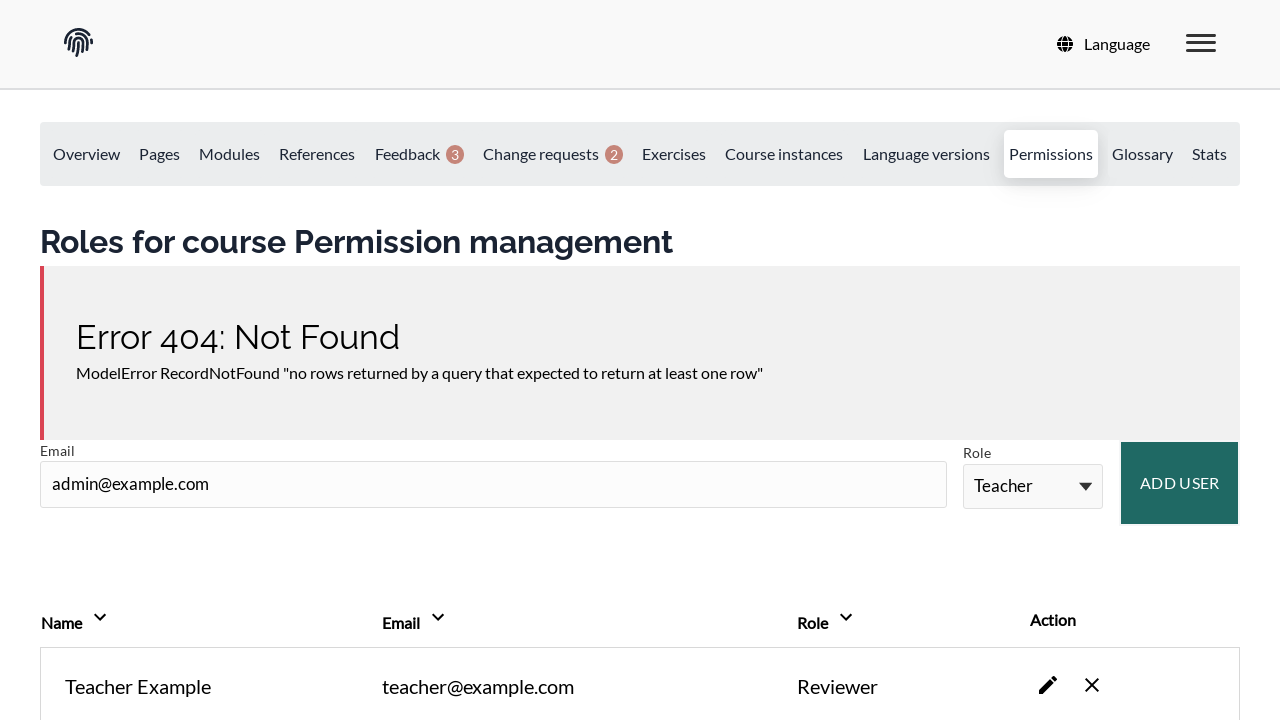 Language
Overview Pages Modules References Feedback 3 Change requests 2 Exercises Course instances Language versions Permissions Glossary Stats
Roles for course Permission management
Error 404: Not Found
ModelError RecordNotFound "no rows returned by a query that expected to return at least one row"
Email
admin@example.com
Role
Teacher
ADD USER
Name Email Role Action
Teacher Example teacher@example.com Reviewer